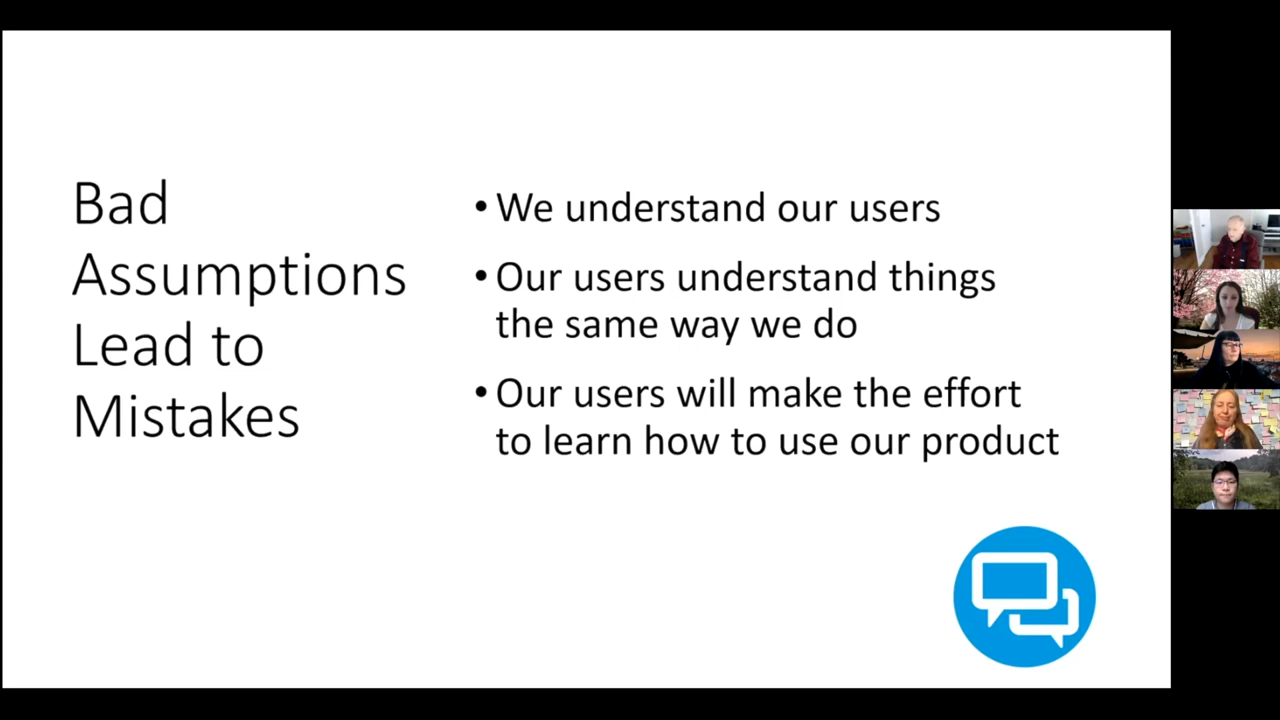 Bad
Assumptions
Lead to
Mistakes
• We understand our users
• Our users understand things
the same way we do
• Our users will make the effort
to learn how to use our product